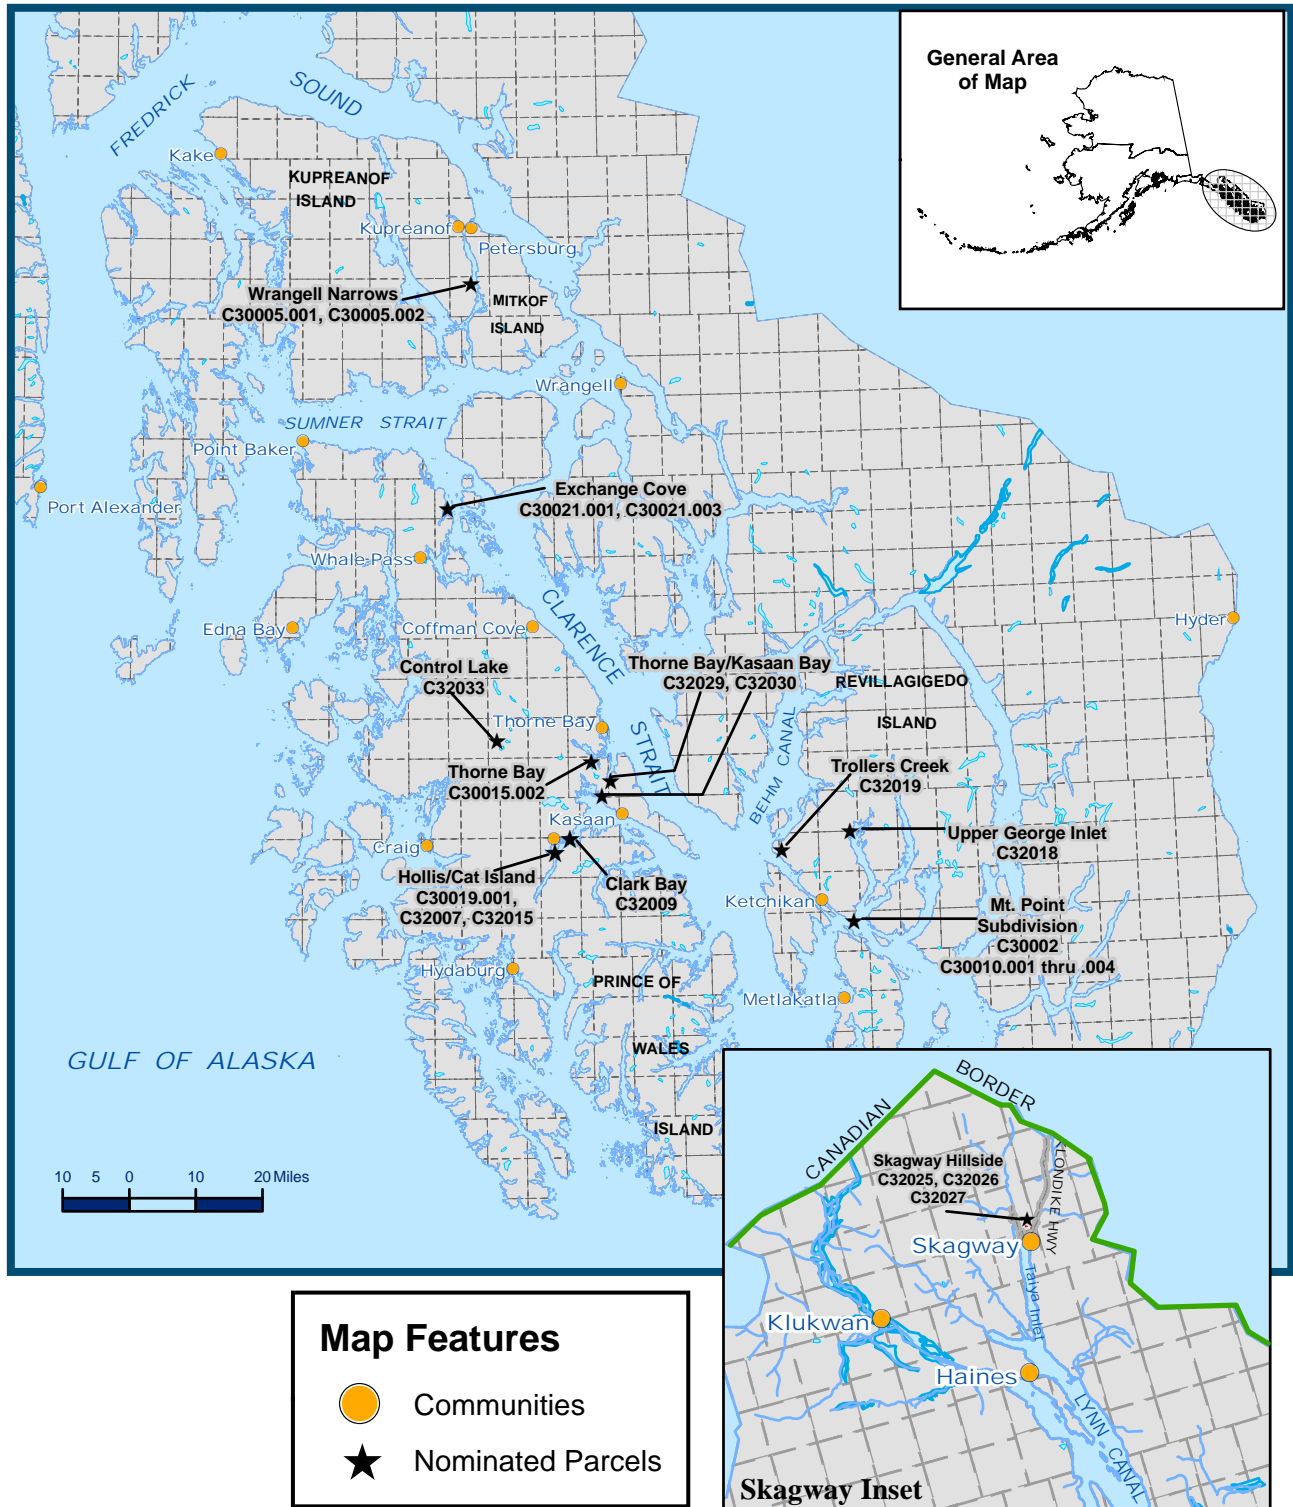 General Area
of Map
FREDRICK
SOUND
Kake
KUPREANOF
ISLAND
Kupreanof
Petersburg
Wrangell Narrows
C30005.001, C30005.002
MITKOF
ISLAND
Wrangell
SUMNER STRAIT
Point Baker
Port Alexander
Exchange Cove
C30021.001, C30021.003
Whale Pass
CLARENCE
STRAIT
Edna Bay
Coffman Cove
Hyder
Control Lake
C32033
Thorne Bay/Kasaan Bay
C32029, C32030
REVILLAGIGEDO
ISLAND
BEHM CANAL
Thorne Bay
Thorne Bay
C30015.002
Trollers Creek
C32019
Kasaan
Upper George Inlet
C32018
Craig
Hollis/Cat Island
C30019.001,
C32007, C32015
Clark Bay
C32009
Ketchikan
Mt. Point
Subdivision
C30002
C30010.001 thru .004
Hydaburg
PRINCE OF
WALES
ISLAND
Metlakatla
GULF OF ALASKA
10 5 0 10 20 Miles
CANADIAN
BORDER
Skagway Hillside
C32025, C32026
C32027
KLONDIKE HWY
Skagway
Taiya Inlet
Klukwan
Haines
LYNN CANAL
Skagway Inset
Map Features
Communities
Nominated Parcels